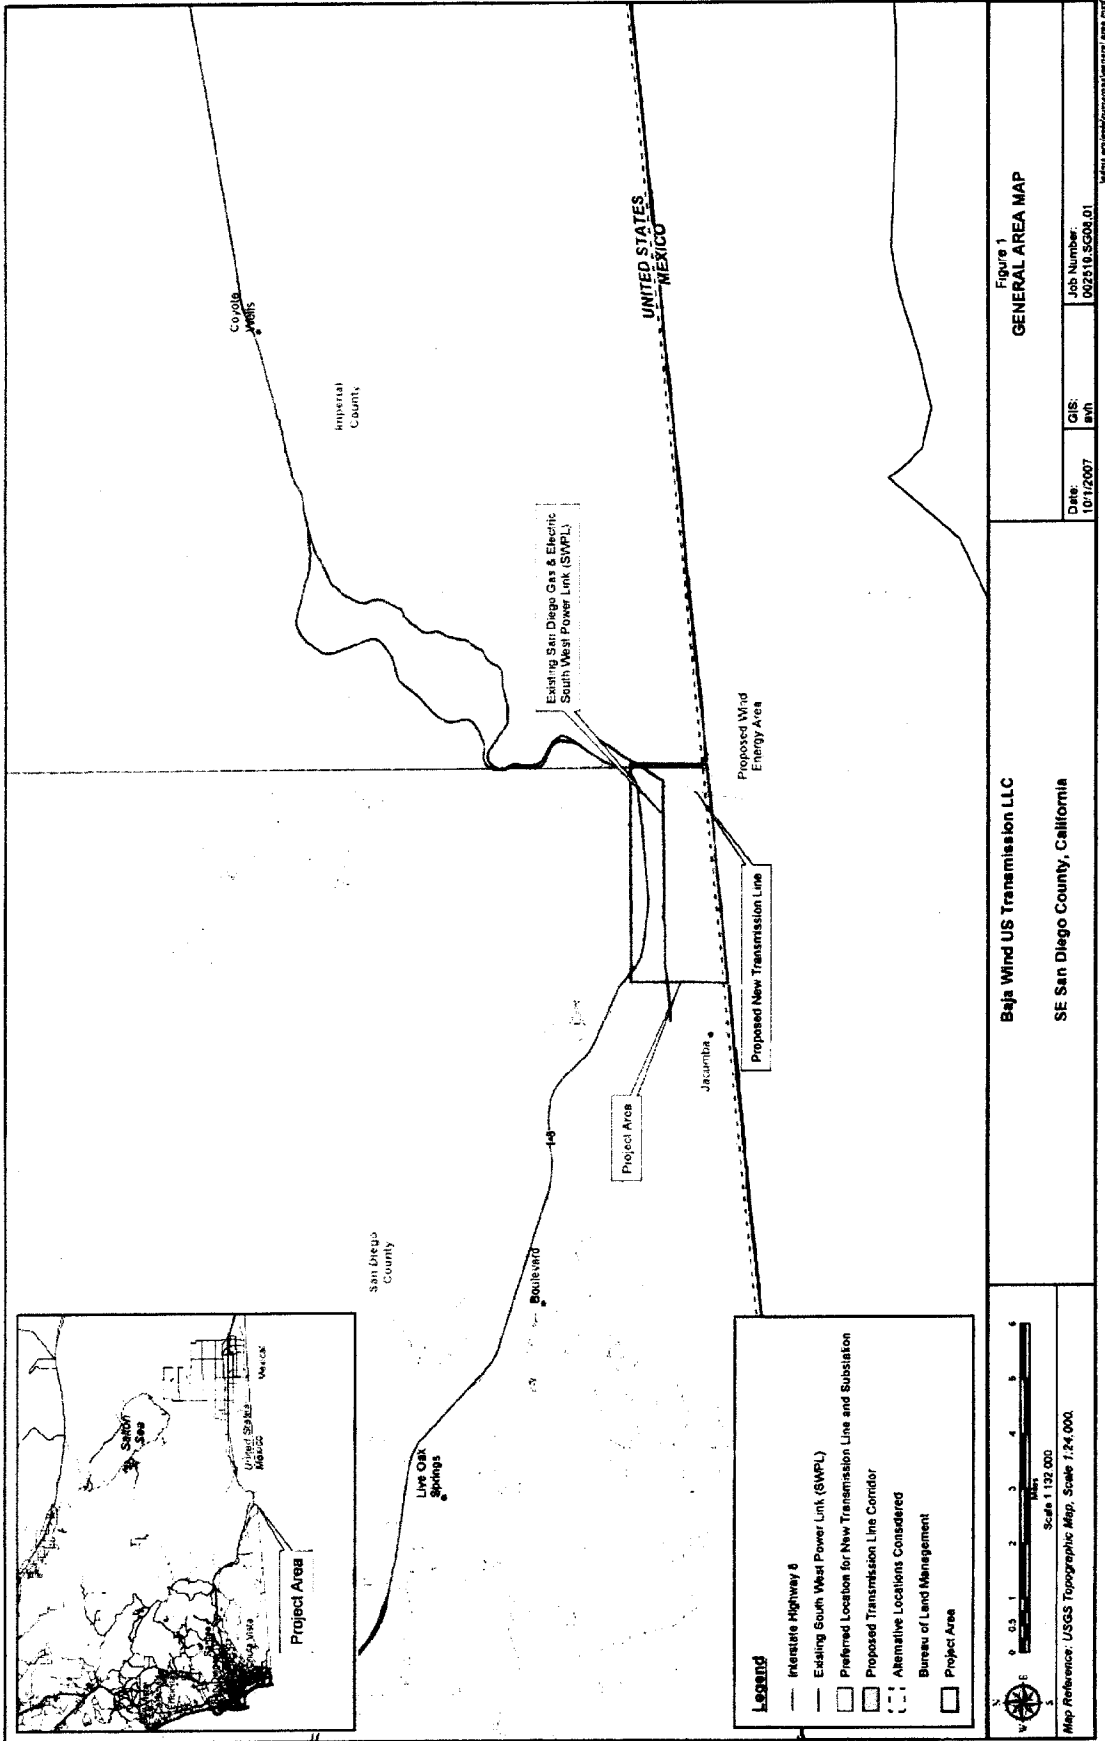 Salton
Sea
United States
Mexico
Project Area
San Diego
County
Imperial
County
Coyote
Wells
Live Oak
Springs
Boulevard
I-8
Existing San Diego Gas & Electric
South West Power Link (SWPL)
Project Area
Jacumba
UNITED STATES
MEXICO
Proposed Wind
Energy Area
Proposed New Transmission Line
Legend
Interstate Highway 8
Existing South West Power Link (SWPL)
Preferred Location for New Transmission Line and Substation
Proposed Transmission Line Corridor
Alternative Locations Considered
Bureau of Land Management
Project Area
N
W E
S
0 0.5 1 2 3 4 5 6
Miles
Scale 1:132,000
Map Reference: USGS Topographic Map, Scale 1:24,000.
Baja Wind US Transmission LLC
SE San Diego County, California
Figure 1
GENERAL AREA MAP
Date:
10/1/2007
GIS:
Job Number:
002510.SG08.01